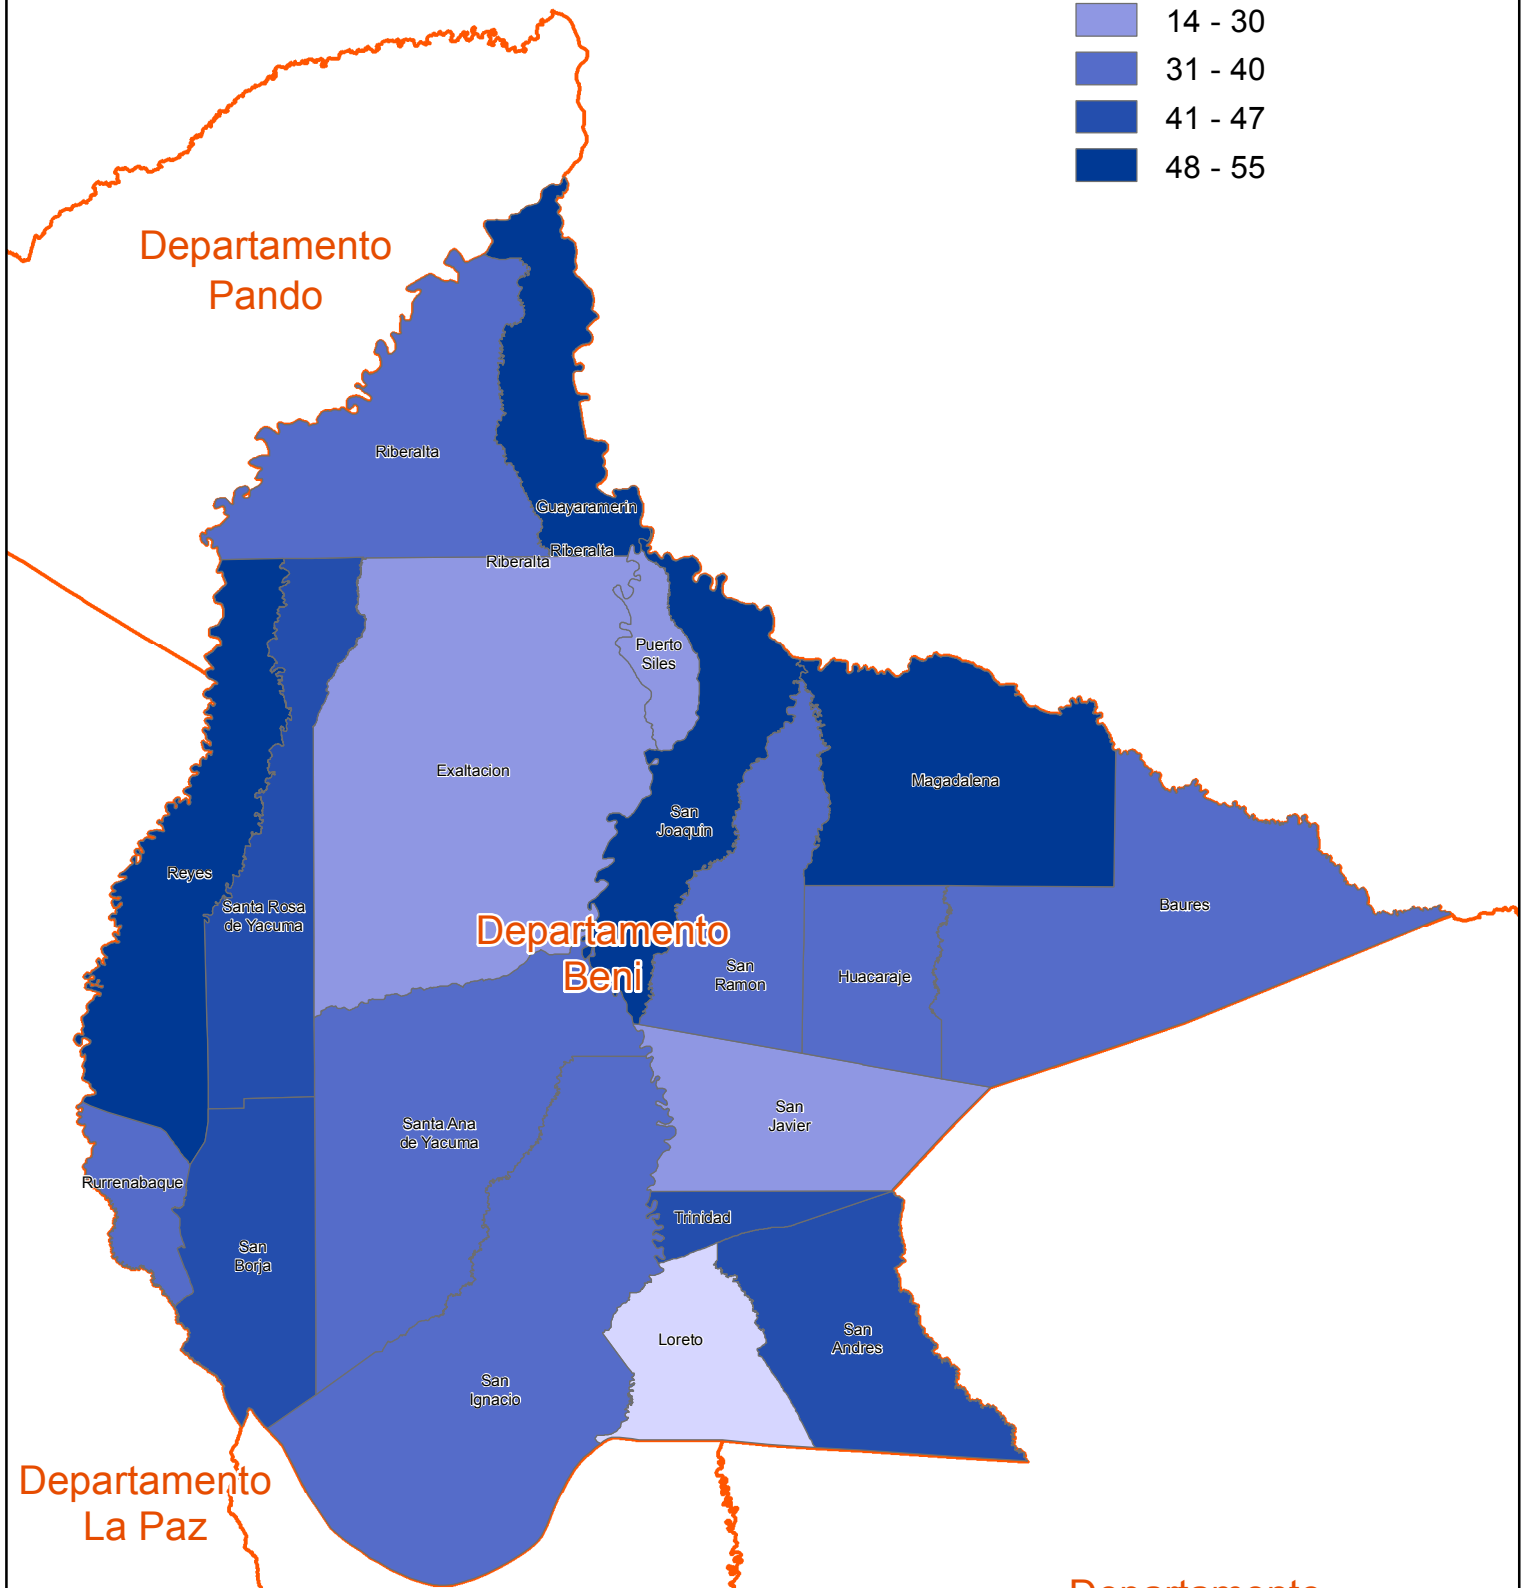 14 - 30
31 - 40
41 - 47
48 - 55
Departamento
Pando
Riberalta
Guayaramerin
Riberalta
Riberalta
Puerto
Siles
Exaltacion
Magadalena
San
Joaquin
Reyes
Santa Rosa
de Yacuma
Baures
Departamento
Beni
San
Ramon
Huacaraje
San
Javier
Santa Ana
de Yacuma
Rurrenabaque
Trinidad
San
Borja
Loreto
San
Andres
San
Ignacio
Departamento
La Paz
Departamento